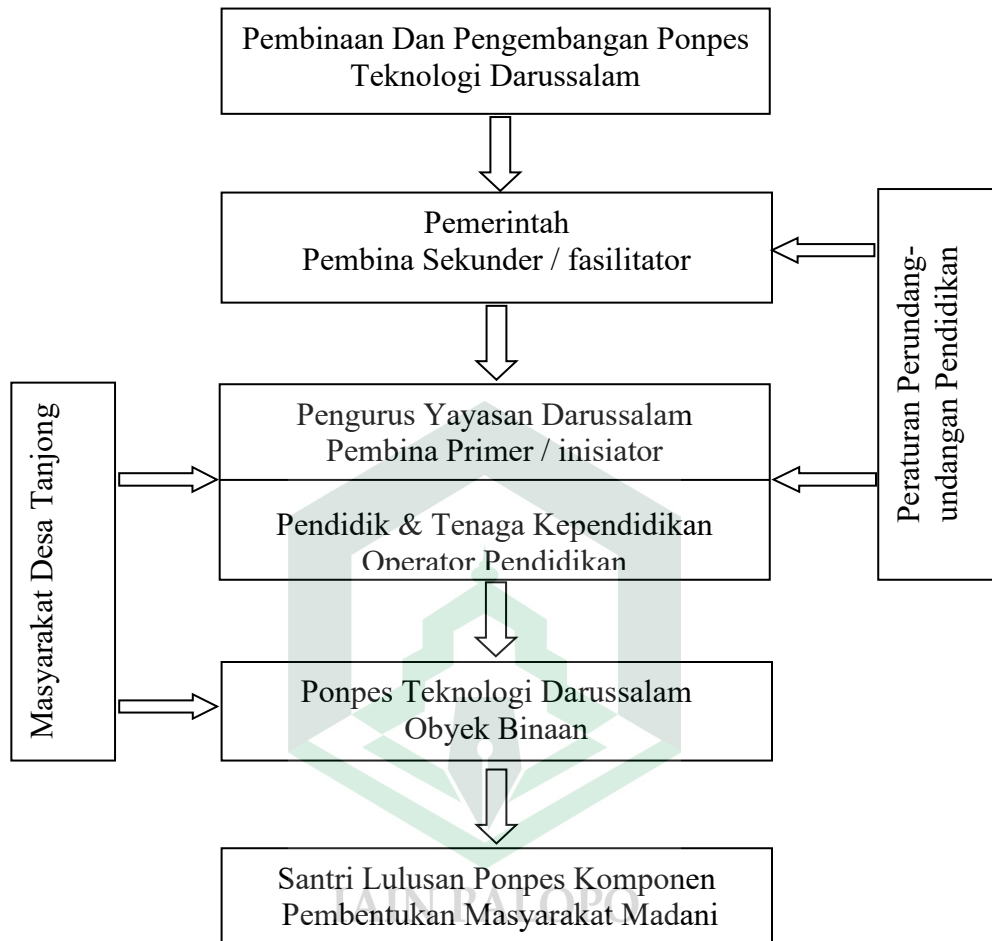 Pembinaan Dan Pengembangan Ponpes
Teknologi Darussalam
Pemerintah
Pembina Sekunder / fasilitator
Peraturan Perundang-
undangan Pendidikan
Masyarakat Desa Tanjong
Pengurus Yayasan Darussalam
Pembina Primer / inisiator
Pendidik & Tenaga Kependidikan
Operator Pendidikan
Ponpes Teknologi Darussalam
Obyek Binaan
Santri Lulusan Ponpes Komponen
Pembentukan Masyarakat Madani
IAIN PALOPO